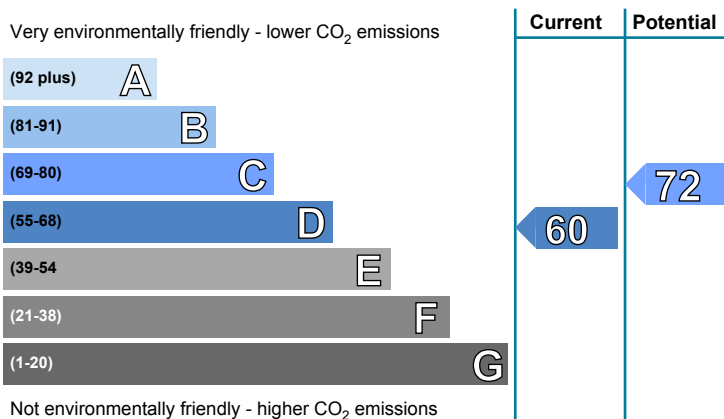 Current Potential
Very environmentally friendly - lower CO2 emissions
(92 plus) A
(81-91) B
(69-80) C
72
(55-68) D
60
(39-54 E
(21-38) F
(1-20) G
Not environmentally friendly - higher CO2 emissions